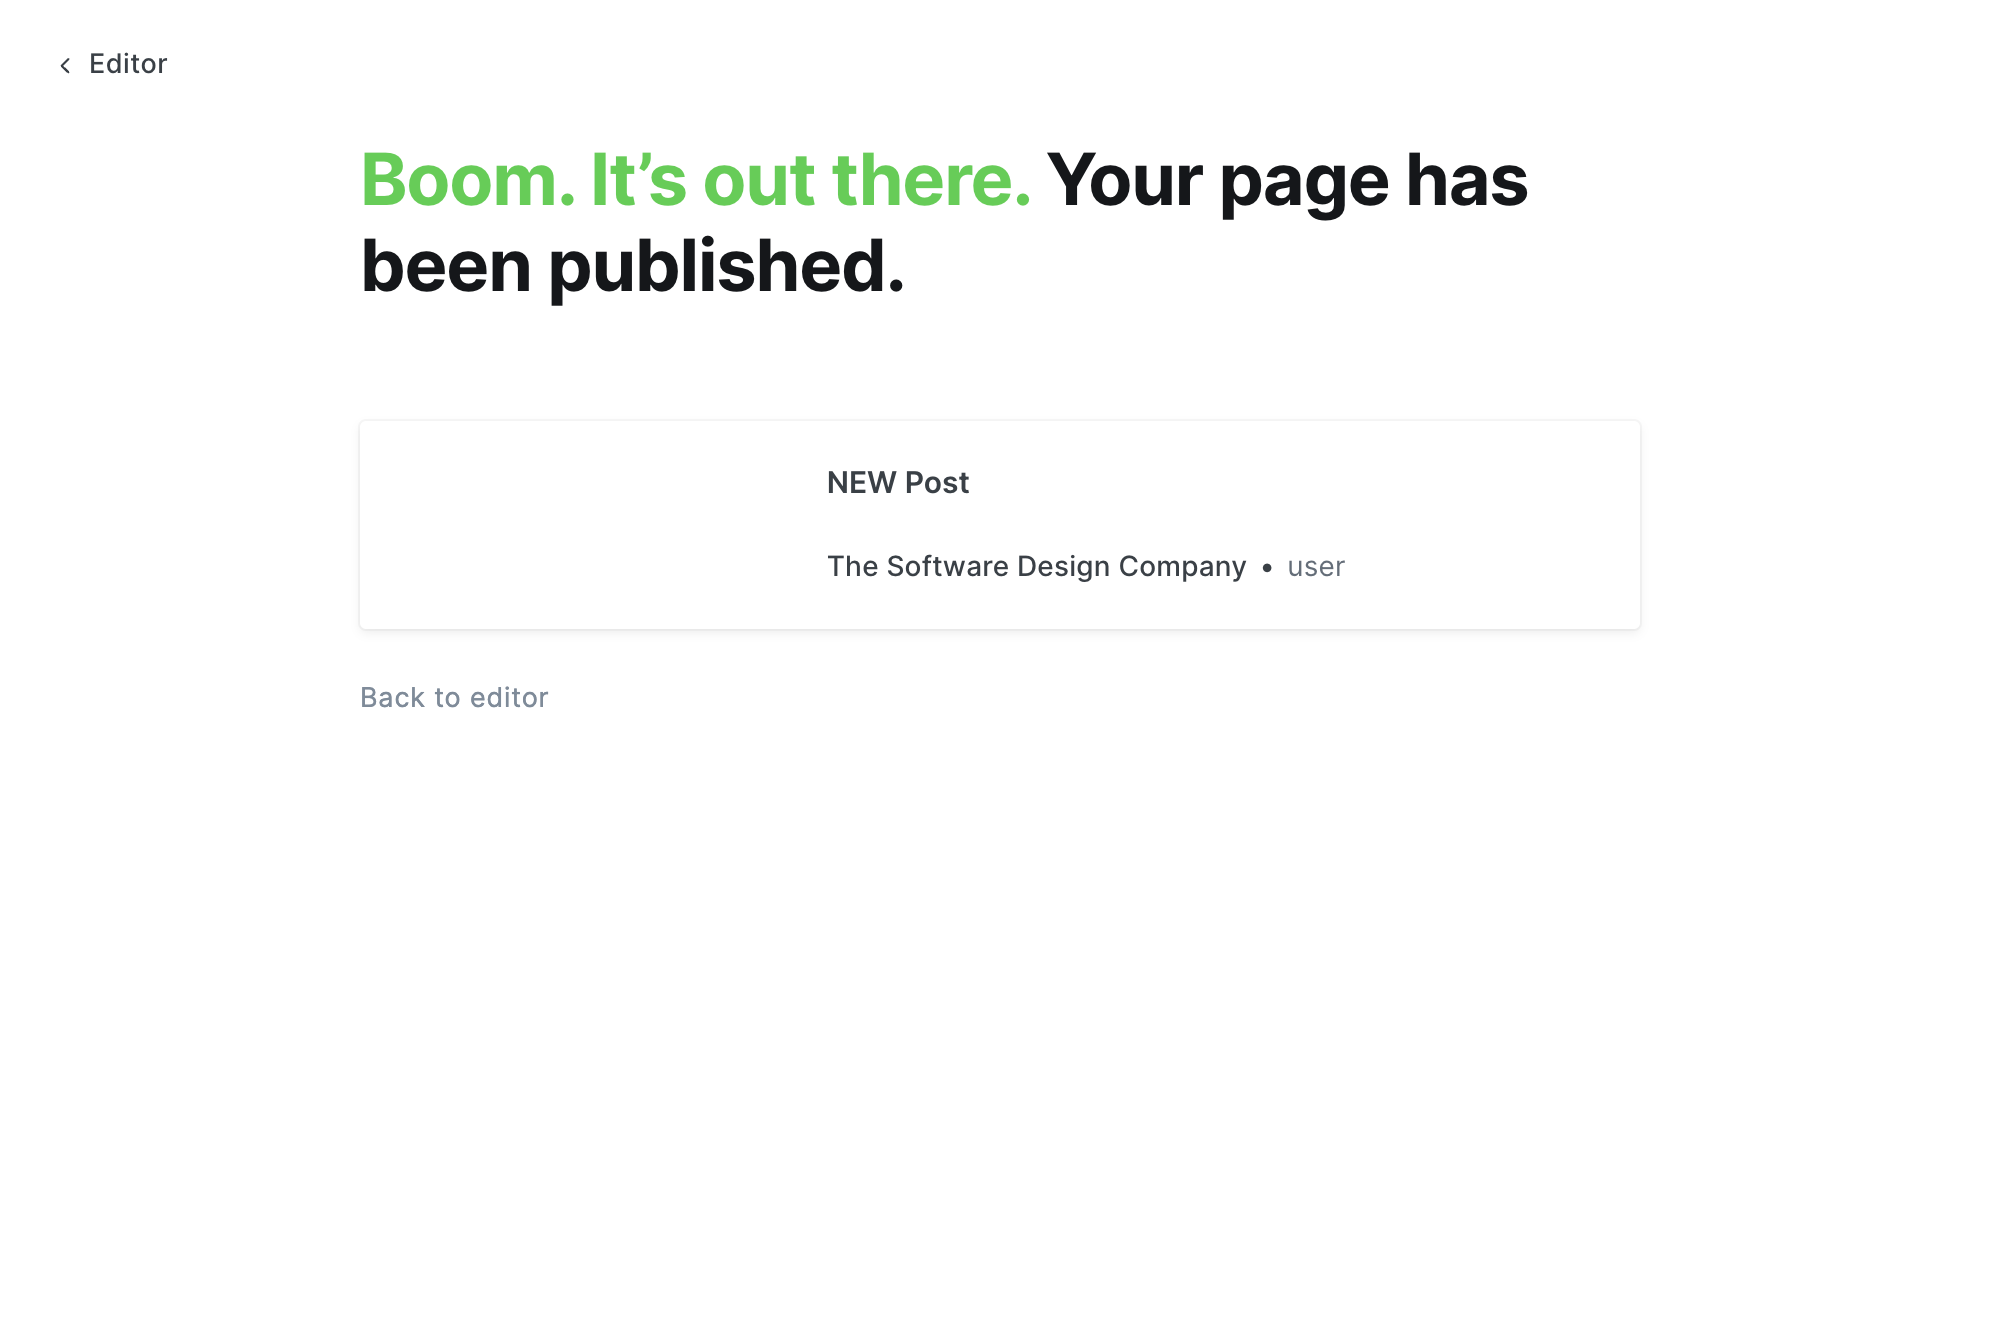 Editor
Boom. It’s out there. Your page has
been published.
NEW Post
The Software Design Company • user
Back to editor